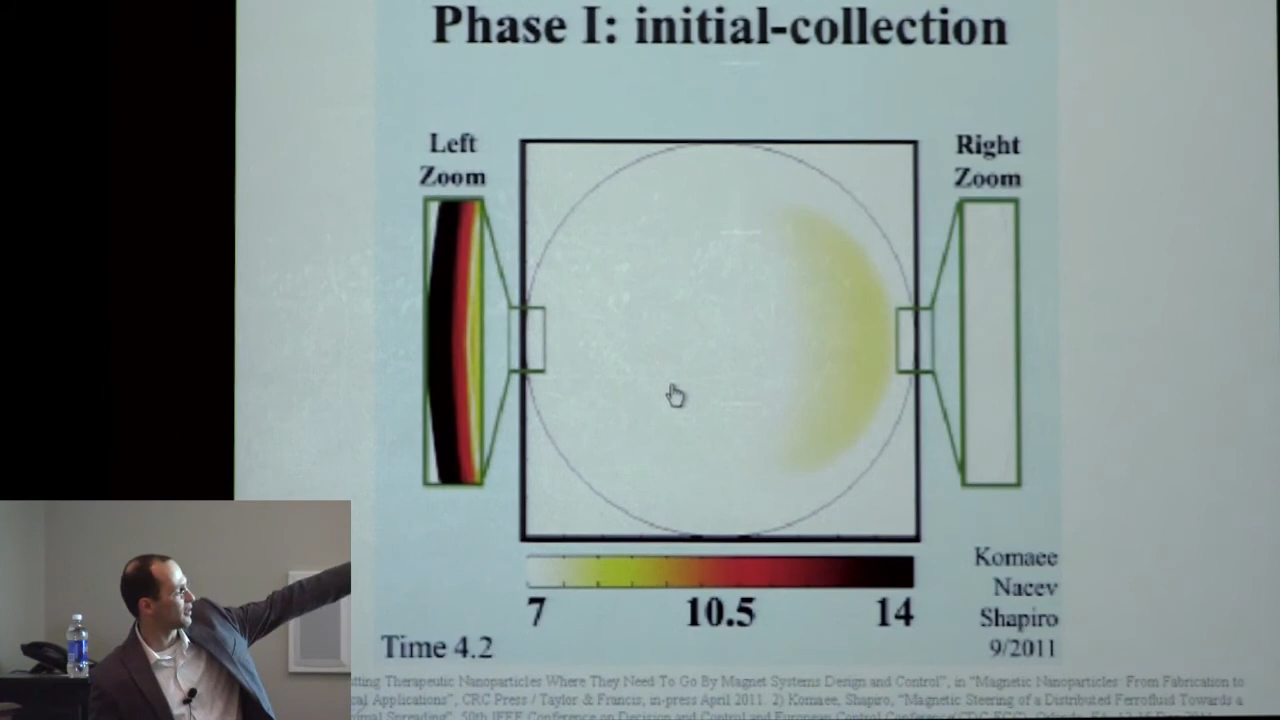 Phase I: initial-collection
Left
Zoom
Right
Zoom
7 10.5 14
Time 4.2
Komaee
Nacev
Shapiro
9/2011
Therapeutic Nanoparticles Where They Need To Go By Magnet Systems Design and Control", in "Magnetic Nanoparticles From Fabrication to
Applications", CRC Press / Taylor & Francis, in-press April 2011. 2) Komaee, Shapiro, "Magnetic Steering of a Distributed Ferrofluid Towards a
Spreading", 50th IEEE Conference on Decision and Control and European Control Conference